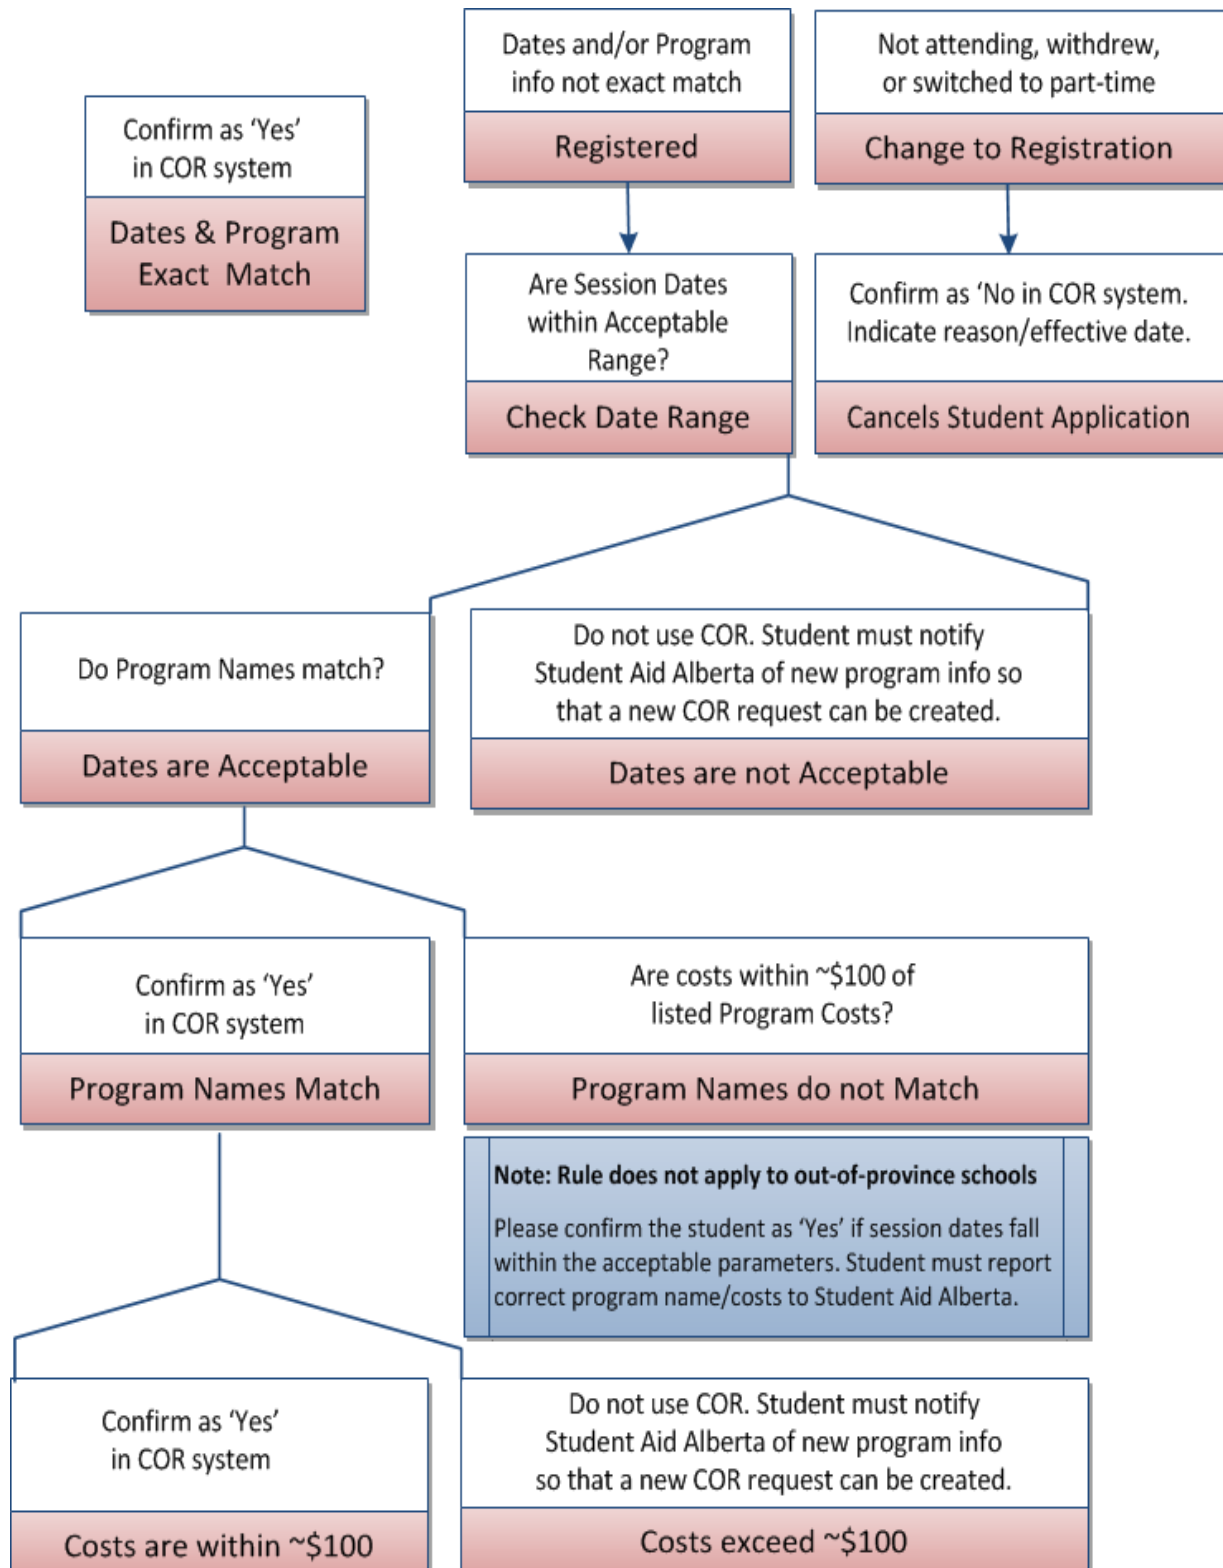 Dates and/or Program
info not exact match
Registered
Not attending, withdrew,
or switched to part-time
Change to Registration
Confirm as ‘Yes’
in COR system
Dates & Program
Exact Match
Are Session Dates
within Acceptable
Range?
Check Date Range
Confirm as ‘No in COR system.
Indicate reason/effective date.
Cancels Student Application
Do Program Names match?
Dates are Acceptable
Do not use COR. Student must notify
Student Aid Alberta of new program info so
that a new COR request can be created.
Dates are not Acceptable
Confirm as ‘Yes’
in COR system
Program Names Match
Are costs within ~$100 of
listed Program Costs?
Program Names do not Match
Note: Rule does not apply to out-of-province schools
Please confirm the student as ‘Yes’ if session dates fall
within the acceptable parameters. Student must report
correct program name/costs to Student Aid Alberta.
Confirm as ‘Yes’
in COR system
Costs are within ~$100
Do not use COR. Student must notify
Student Aid Alberta of new program info
so that a new COR request can be created.
Costs exceed ~$100